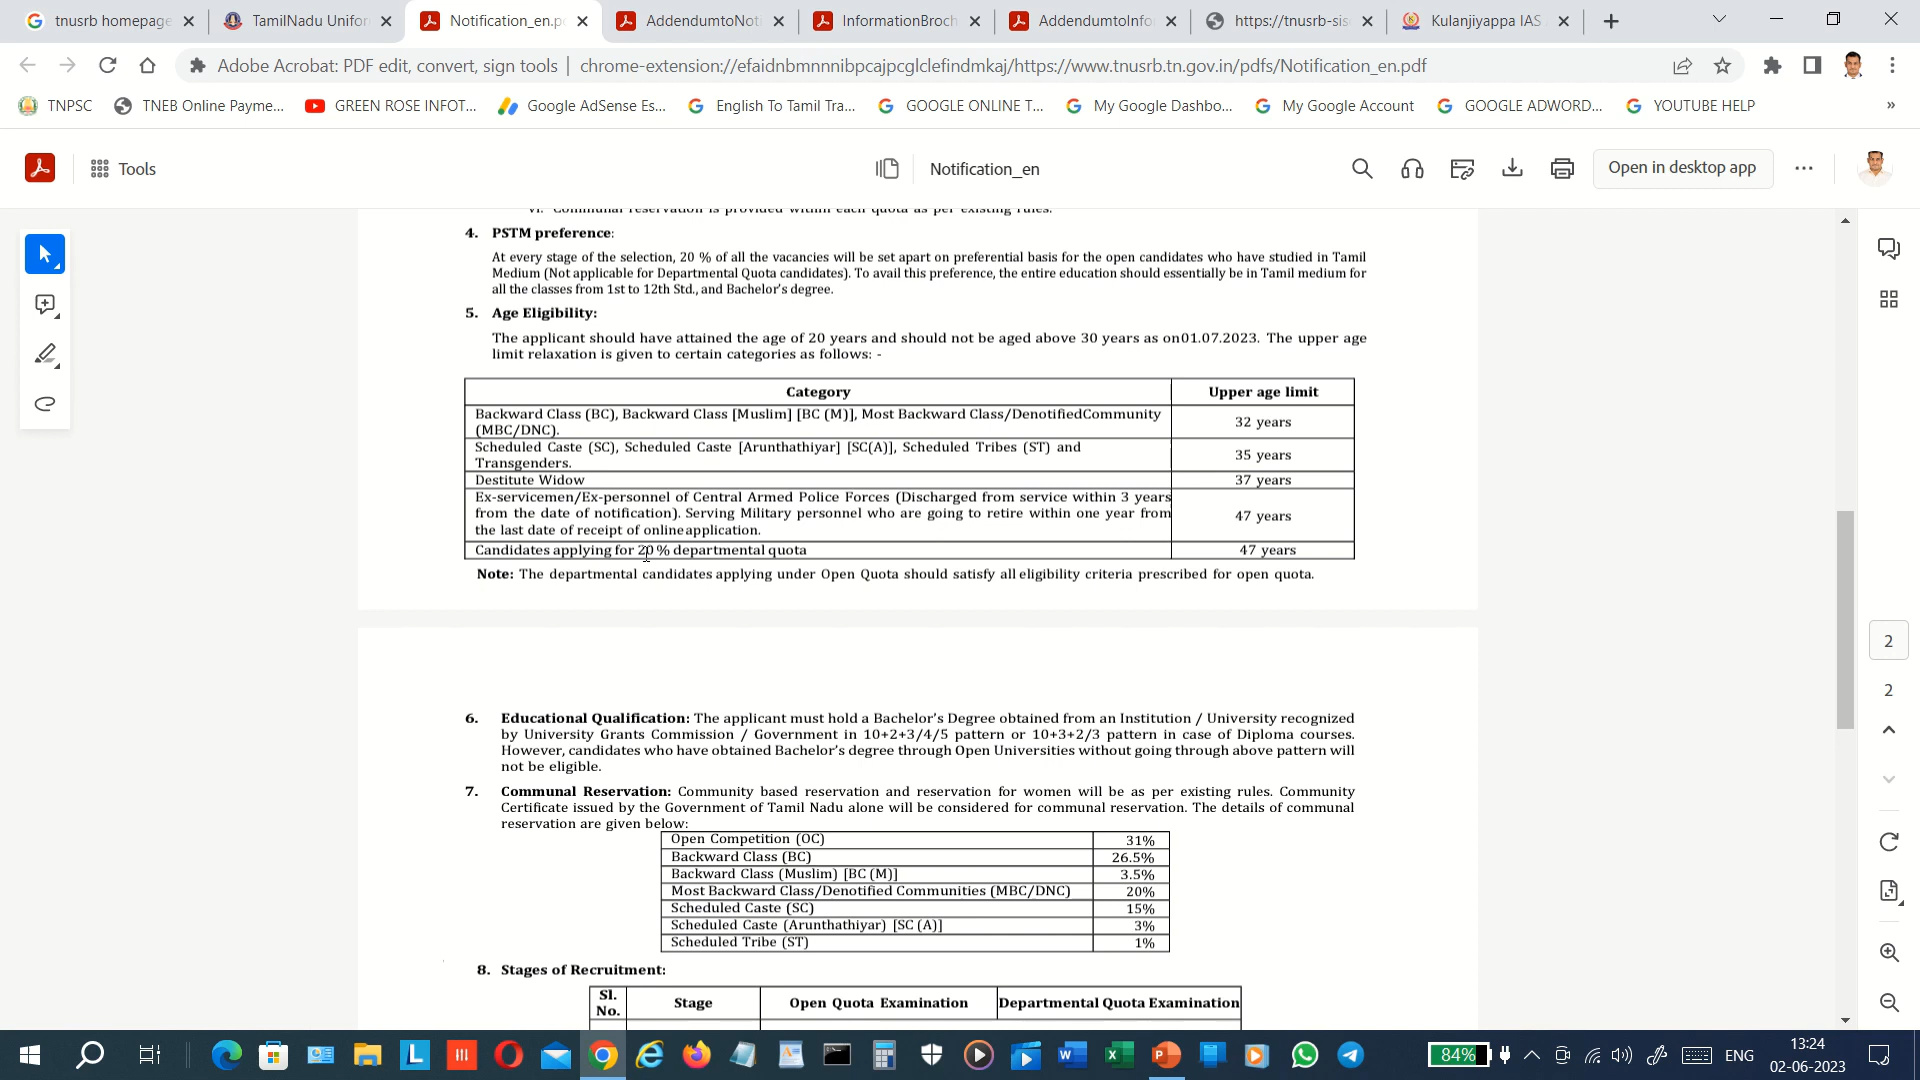 tnusrb homepage
TamilNadu Unifor
Notification_en.p
AddendumtoNoti
InformationBroch
AddendumtoInfo
https://tnusrb-sis
Kulanjiyappa IAS
Adobe Acrobat: PDF edit, convert, sign tools | chrome-extension://efaidnbmnnnibpcajpcglclefindmkaj/https://www.tnusrb.tn.gov.in/pdfs/Notification_en.pdf
TNPSC
TNEB Online Payme...
GREEN ROSE INFOT...
Google AdSense Es...
English To Tamil Tra...
GOOGLE ONLINE T...
My Google Dashbo...
My Google Account
GOOGLE ADWORD...
YOUTUBE HELP
»
Tools
Notification_en
Open in desktop app
vi. Communal reservation is provided within each quota as per existing rules.
4. PSTM preference:
At every stage of the selection, 20 % of all the vacancies will be set apart on preferential basis for the open candidates who have studied in Tamil
Medium (Not applicable for Departmental Quota candidates). To avail this preference, the entire education should essentially be in Tamil medium for
all the classes from 1st to 12th Std., and Bachelor's degree.
5. Age Eligibility:
The applicant should have attained the age of 20 years and should not be aged above 30 years as on01.07.2023. The upper age
limit relaxation is given to certain categories as follows: -
Category Upper age limit
Backward Class (BC), Backward Class [Muslim] [BC (M)], Most Backward Class/DenotifiedCommunity
(MBC/DNC).
32 years
Scheduled Caste (SC), Scheduled Caste [Arunthathiyar] [SC(A)], Scheduled Tribes (ST) and
Transgenders.
35 years
Destitute Widow 37 years
Ex-servicemen/Ex-personnel of Central Armed Police Forces (Discharged from service within 3 years
from the date of notification). Serving Military personnel who are going to retire within one year from
the last date of receipt of onlineapplication.
47 years
Candidates applying for 20 % departmental quota 47 years
Note: The departmental candidates applying under Open Quota should satisfy all eligibility criteria prescribed for open quota.
6. Educational Qualification: The applicant must hold a Bachelor's Degree obtained from an Institution / University recognized
by University Grants Commission / Government in 10+2+3/4/5 pattern or 10+3+2/3 pattern in case of Diploma courses.
However, candidates who have obtained Bachelor's degree through Open Universities without going through above pattern will
not be eligible.
7. Communal Reservation: Community based reservation and reservation for women will be as per existing rules. Community
Certificate issued by the Government of Tamil Nadu alone will be considered for communal reservation. The details of communal
reservation are given below:
Open Competition (OC) 31%
Backward Class (BC) 26.5%
Backward Class (Muslim) [BC (M)] 3.5%
Most Backward Class/Denotified Communities (MBC/DNC) 20%
Scheduled Caste (SC) 15%
Scheduled Caste (Arunthathiyar) [SC (A)] 3%
Scheduled Tribe (ST) 1%
8. Stages of Recruitment:
Sl. No. Stage Open Quota Examination Departmental Quota Examination
2
2
84%
ENG
13:24
02-06-2023